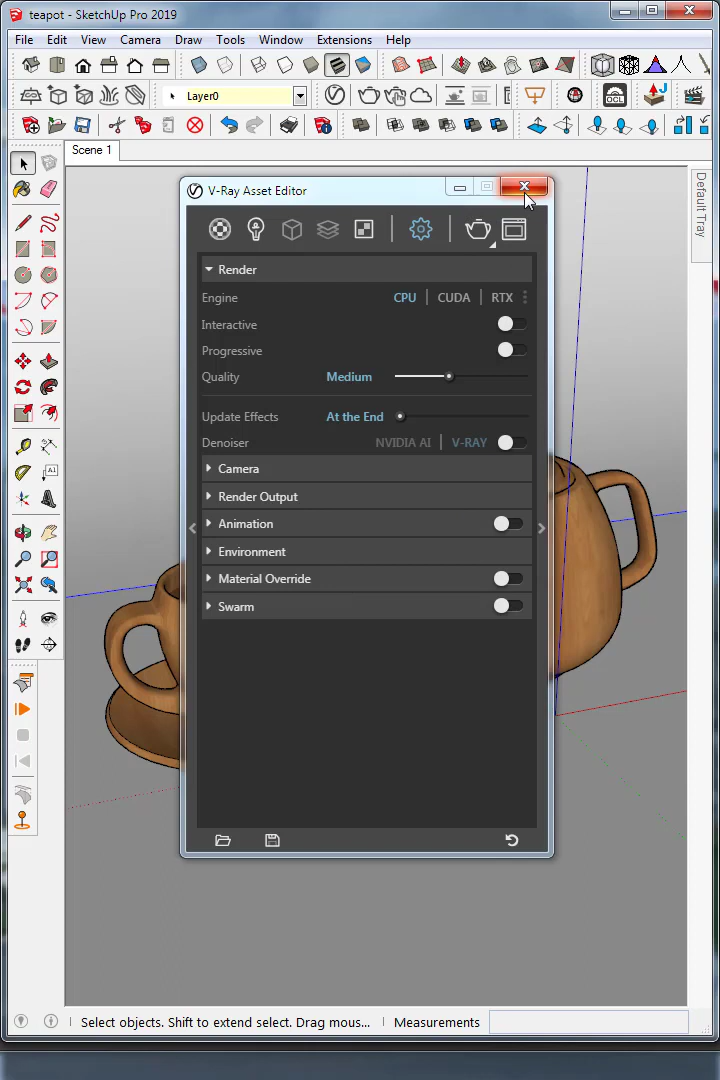 teapot - SketchUp Pro 2019
File Edit View Camera Draw Tools Window Extensions Help
Layer0
OCL
Scene 1
Default Tray
V-Ray Asset Editor
Render
Engine CPU CUDA RTX
Interactive
Progressive
Quality Medium
Update Effects At the End
Denoiser NVIDIA AI V-RAY
Camera
Render Output
Animation
Environment
Material Override
Swarm
A1
Select objects. Shift to extend select. Drag mous... Measurements